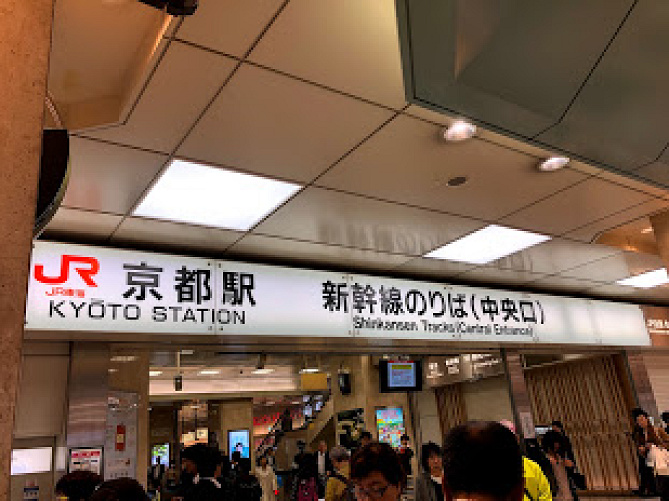 JR
JR東海
京都駅
KYŌTO STATION
新幹線のりば(中央口)
Shinkansen Tracks(Central Entrance)